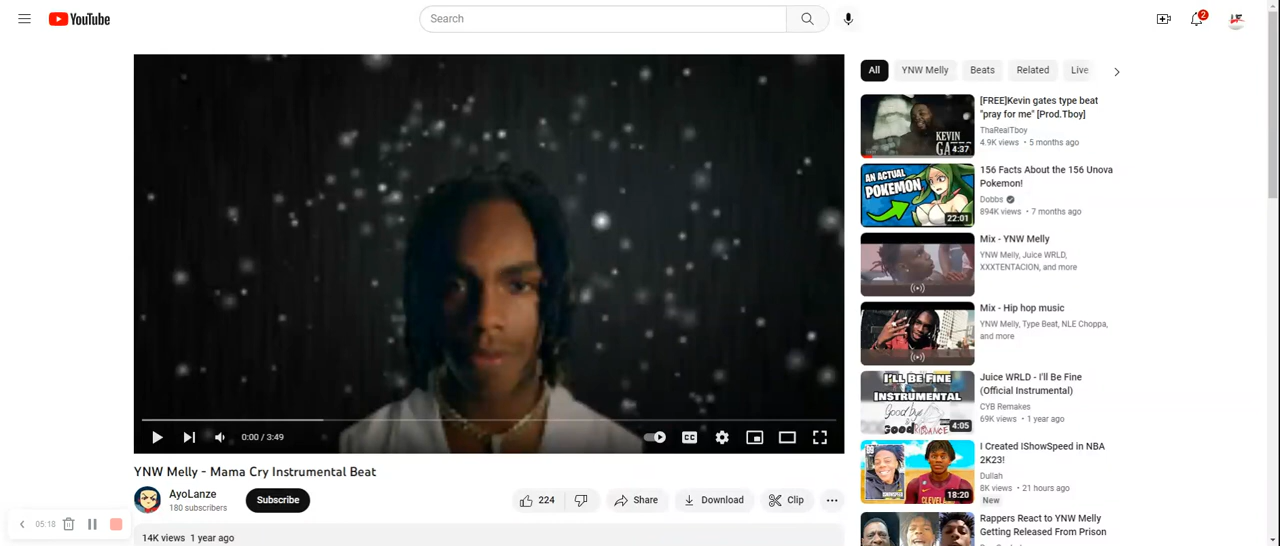 YouTube
Search
2
All
YNW Melly
Beats
Related
Live
[FREE]Kevin gates type beat
"pray for me" [Prod.Tboy]
ThaRealTboy
4.9K views • 5 months ago
KEVIN
4:37
156 Facts About the 156 Unova
Pokemon!
Dobbs
894K views • 7 months ago
AN ACTUAL
POKEMON
22:01
Mix - YNW Melly
YNW Melly, Juice WRLD,
XXXTENTACION, and more
Mix - Hip hop music
YNW Melly, Type Beat, NLE Choppa,
and more
Juice WRLD - I'll Be Fine
(Official Instrumental)
CYB Remakes
69K views • 1 year ago
I'LL BE FINE
INSTRUMENTAL
4:05
I Created IShowSpeed in NBA
2K23!
Dullah
8K views • 21 hours ago
New
18:20
Rappers React to YNW Melly
Getting Released From Prison
0:00 / 3:49
CC
YNW Melly - Mama Cry Instrumental Beat
AyoLanze
180 subscribers
Subscribe
224
Share
Download
Clip
05:18
14K views 1 year ago